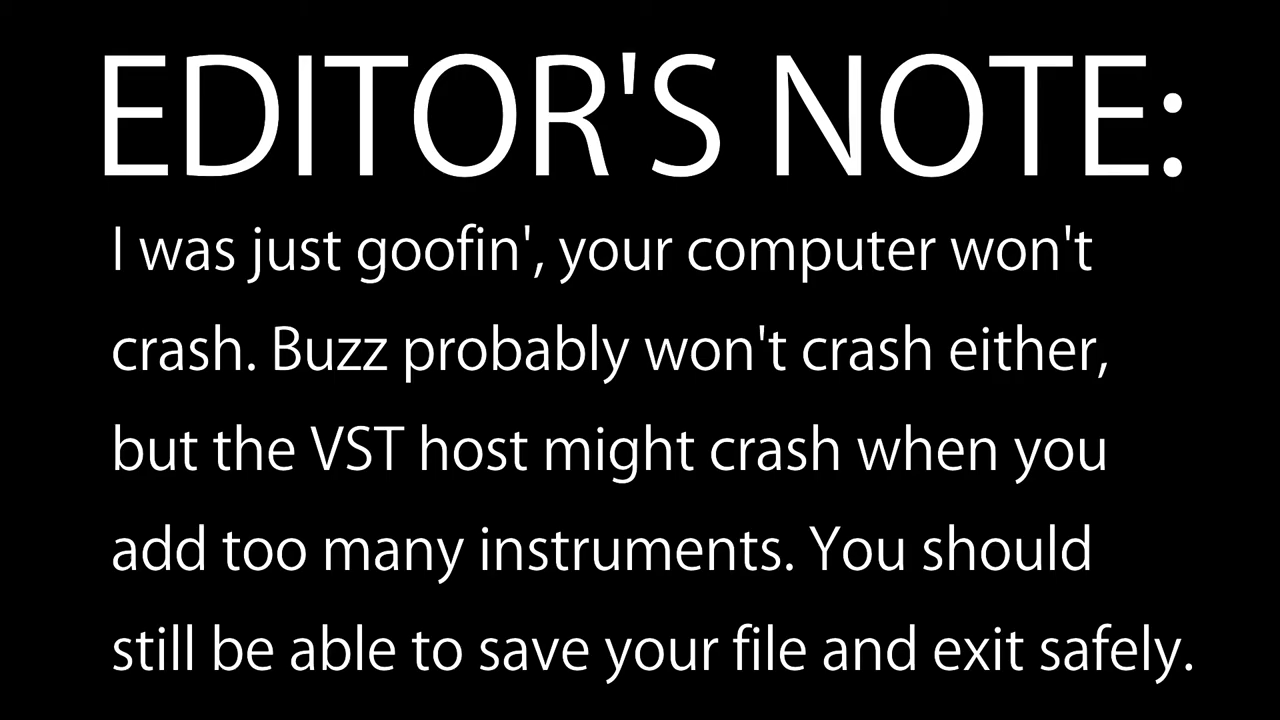 EDITOR'S NOTE:
I was just goofin', your computer won't
crash. Buzz probably won't crash either,
but the VST host might crash when you
add too many instruments. You should
still be able to save your file and exit safely.